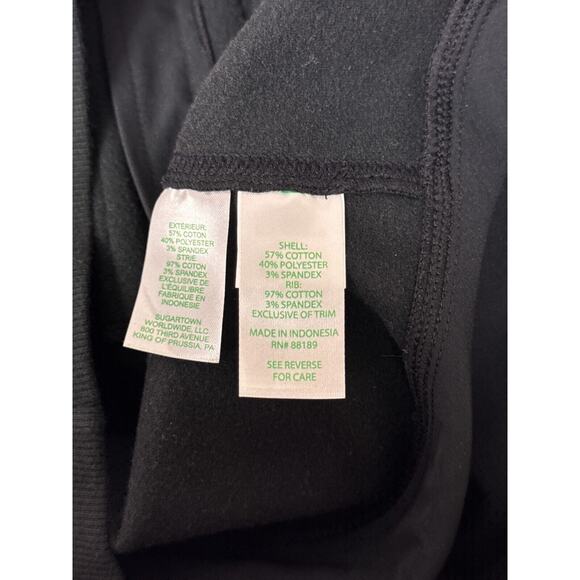 EXTÉRIEUR:
57% COTON
40% POLYESTER
3% SPANDEX
STRIE:
97% COTON
3% SPANDEX
EXCLUSIVE DE
L'ÉQUILIBRE
FABRIQUE EN
INDONESIE
SUGARTOWN
WORLDWIDE, LLC.
800 THIRD AVENUE
KING OF PRUSSIA, PA
SHELL:
57% COTTON
40% POLYESTER
3% SPANDEX
RIB:
97% COTTON
3% SPANDEX
EXCLUSIVE OF TRIM
MADE IN INDONESIA
RN# 88189
SEE REVERSE
FOR CARE